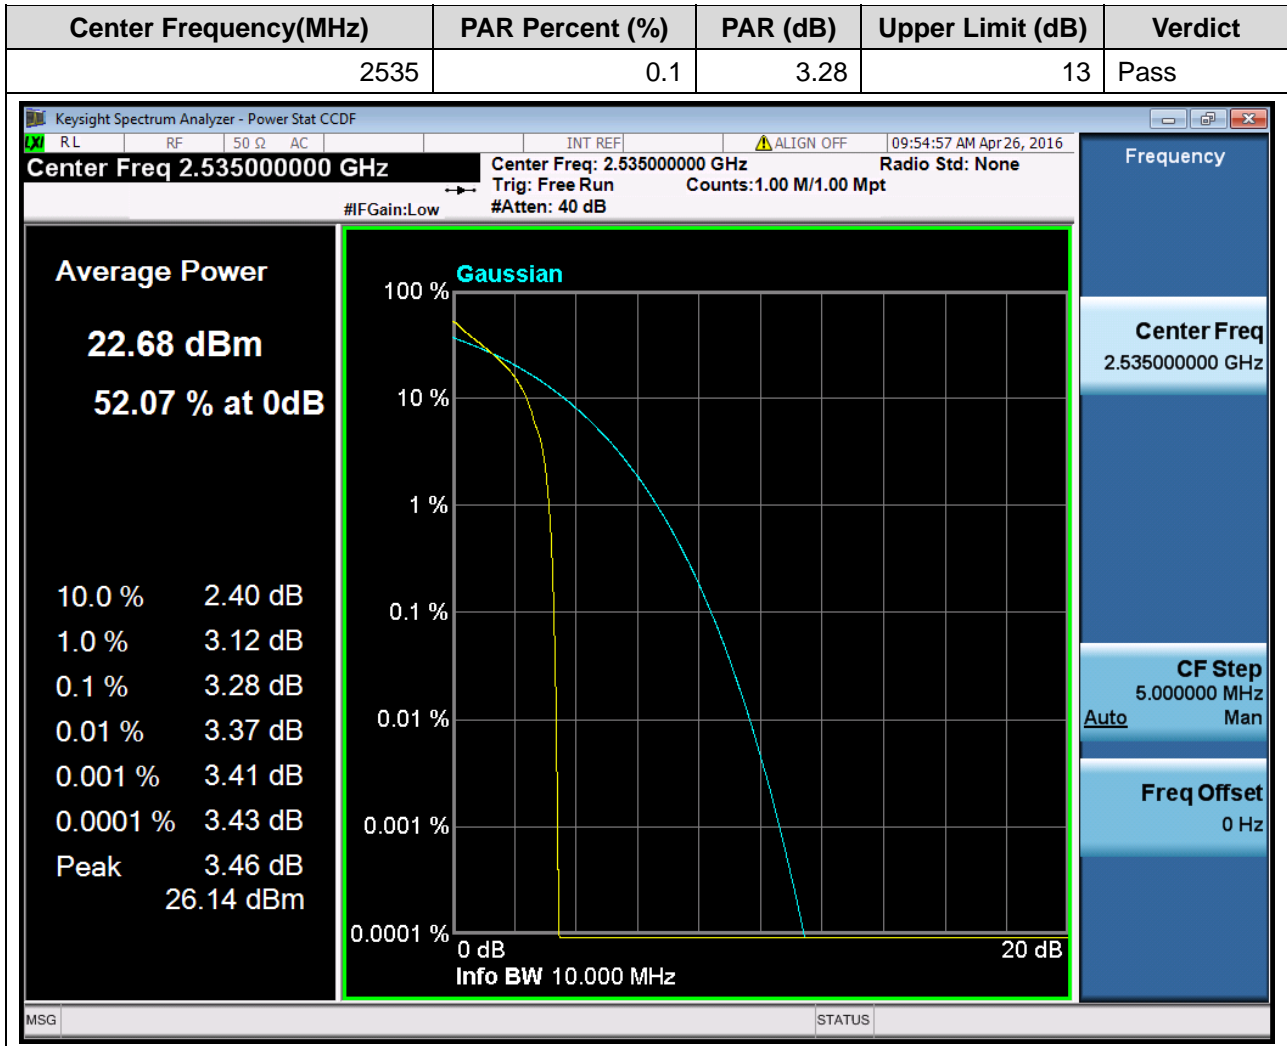 Center Frequency(MHz) PAR Percent (%) PAR (dB) Upper Limit (dB) Verdict
2535 0.1 3.28 13 Pass
Keysight Spectrum Analyzer - Power Stat CCDF
LXI RL RF 50 Ω AC INT REF ALIGN OFF 09:54:57 AM Apr 26, 2016
Center Freq 2.535000000 GHz
Center Freq: 2.535000000 GHz Radio Std: None
Trig: Free Run Counts:1.00 M/1.00 Mpt
#IFGain:Low #Atten: 40 dB
Average Power
22.68 dBm
52.07 % at 0dB
10.0 % 2.40 dB
1.0 % 3.12 dB
0.1 % 3.28 dB
0.01 % 3.37 dB
0.001 % 3.41 dB
0.0001 % 3.43 dB
Peak 3.46 dB
26.14 dBm
Gaussian
100 %
10 %
1 %
0.1 %
0.01 %
0.001 %
0.0001 %
0 dB 20 dB
Info BW 10.000 MHz
Frequency
Center Freq
2.535000000 GHz
CF Step
5.000000 MHz
Auto Man
Freq Offset
0 Hz
MSG STATUS